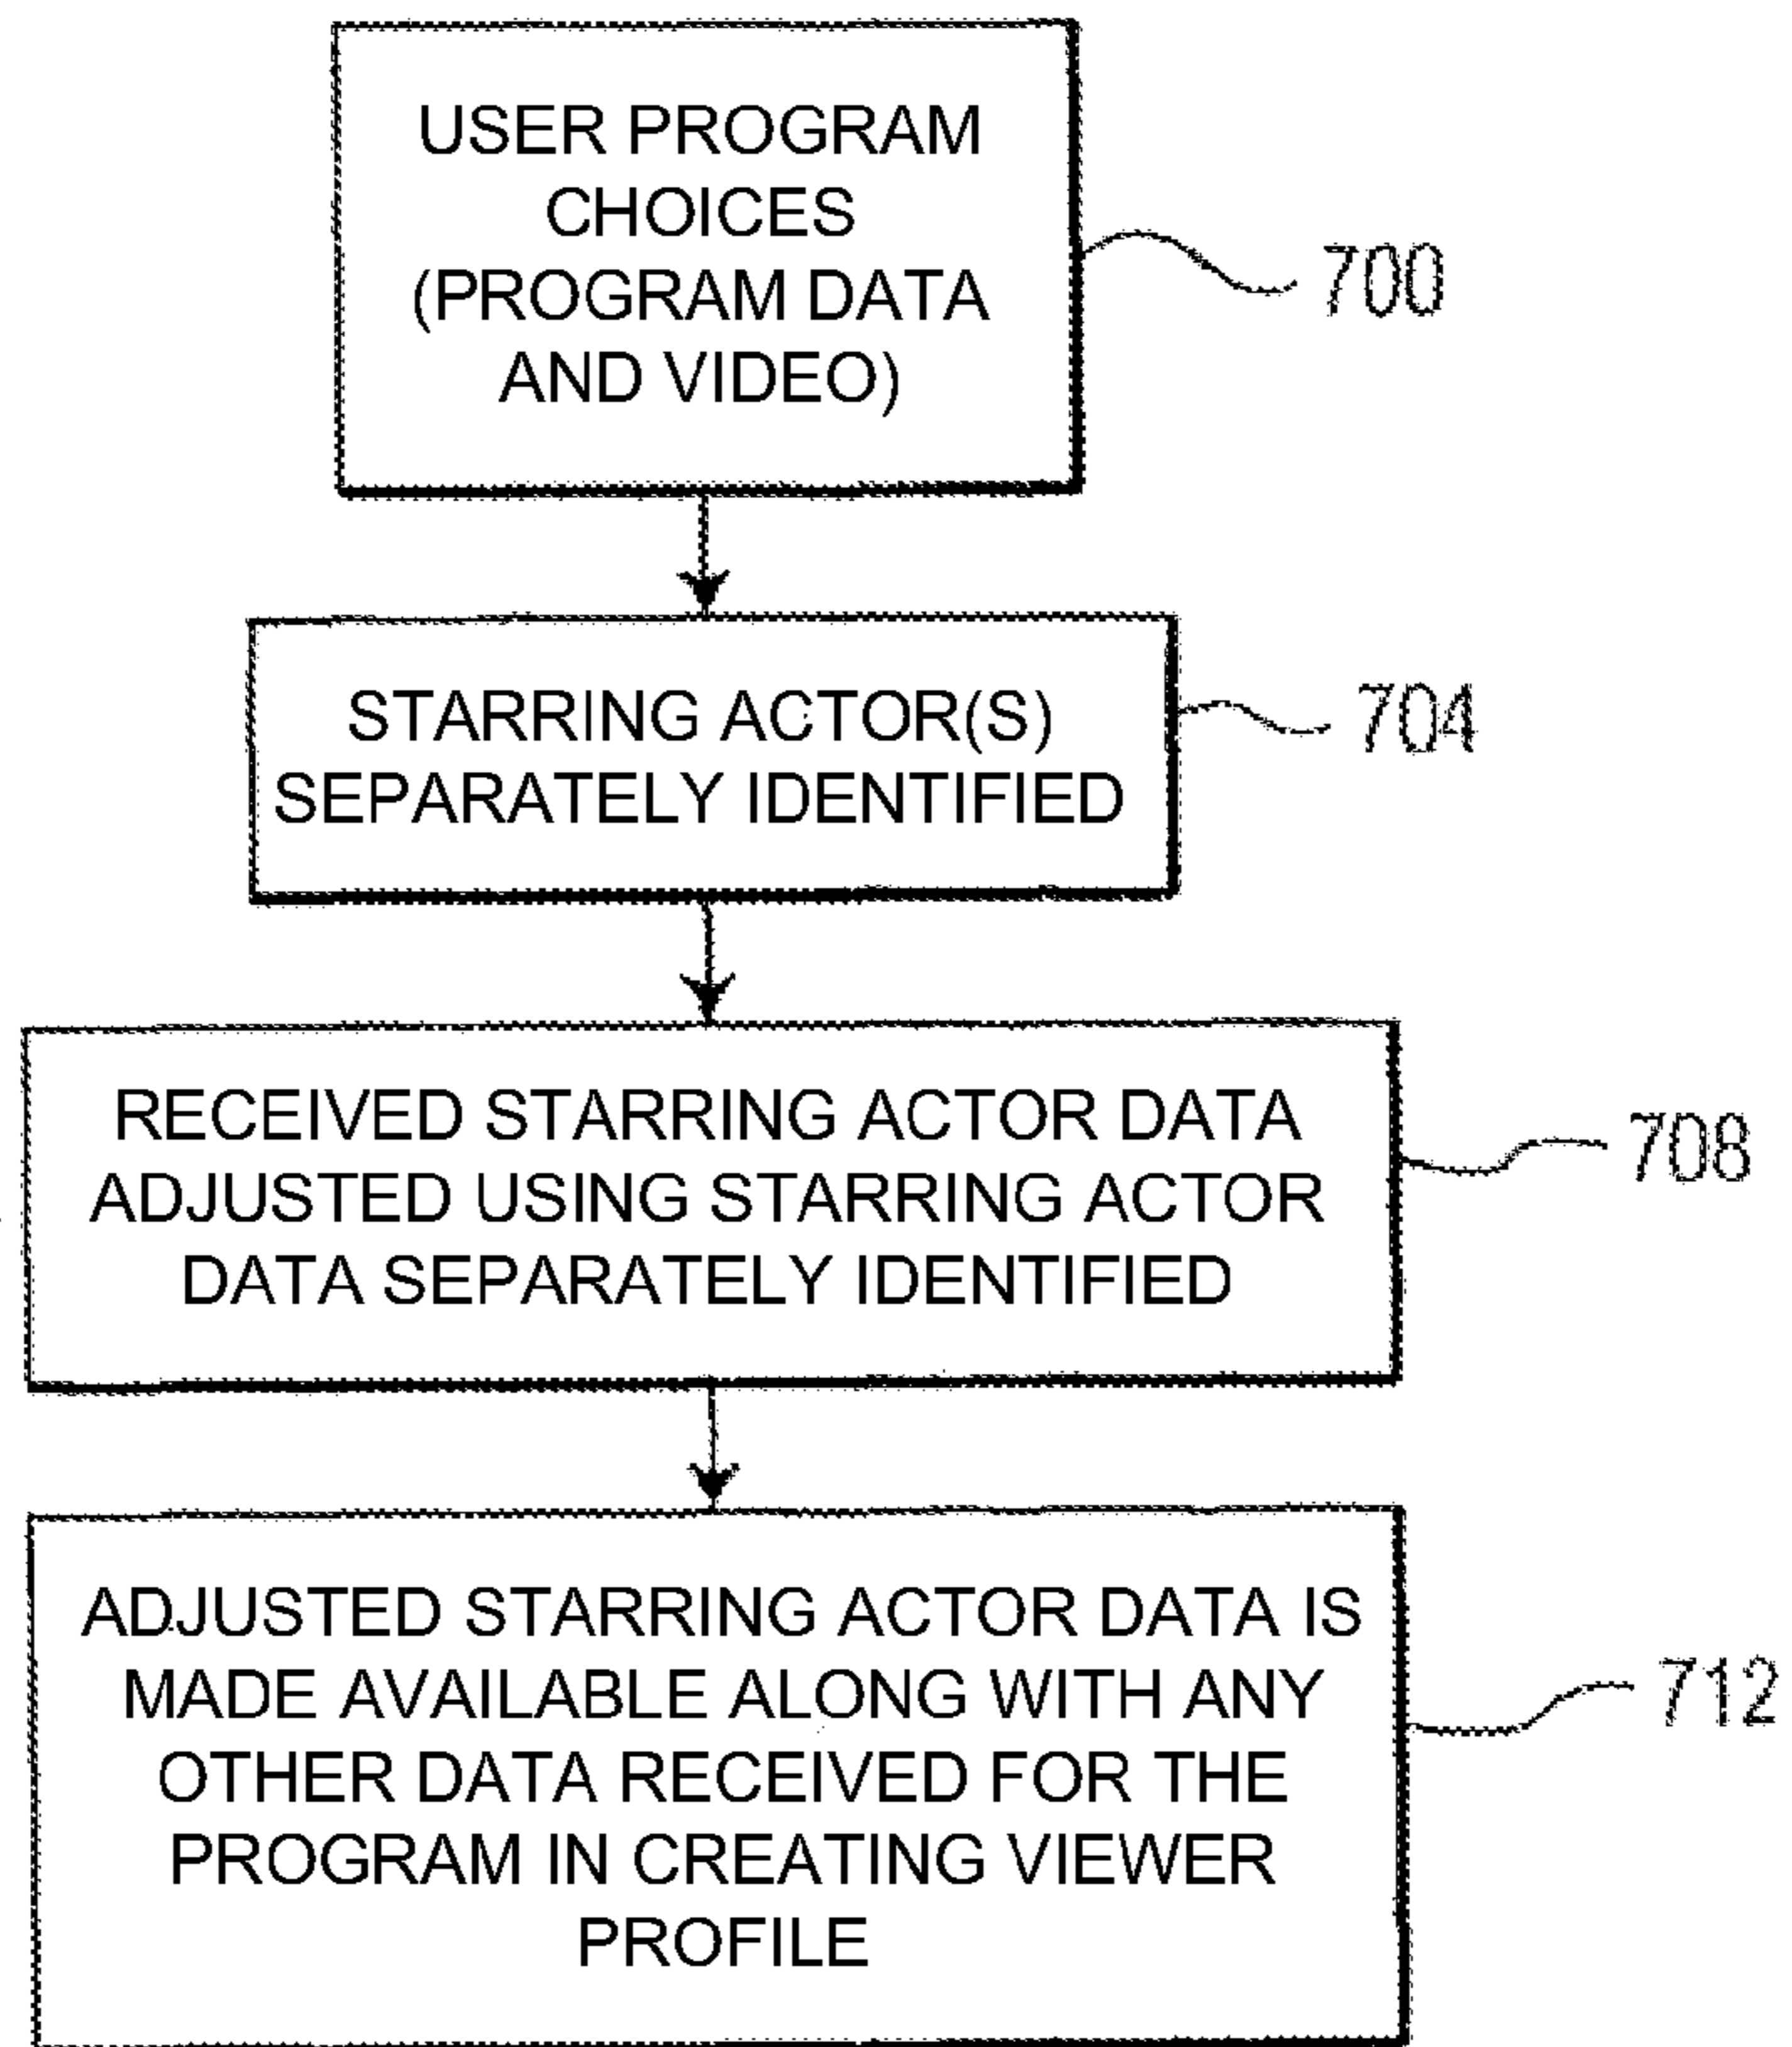 USER PROGRAM
CHOICES
(PROGRAM DATA
AND VIDEO)
700
STARRING ACTOR(S)
SEPARATELY IDENTIFIED
704
RECEIVED STARRING ACTOR DATA
ADJUSTED USING STARRING ACTOR
DATA SEPARATELY IDENTIFIED
708
ADJUSTED STARRING ACTOR DATA IS
MADE AVAILABLE ALONG WITH ANY
OTHER DATA RECEIVED FOR THE
PROGRAM IN CREATING VIEWER
PROFILE
712